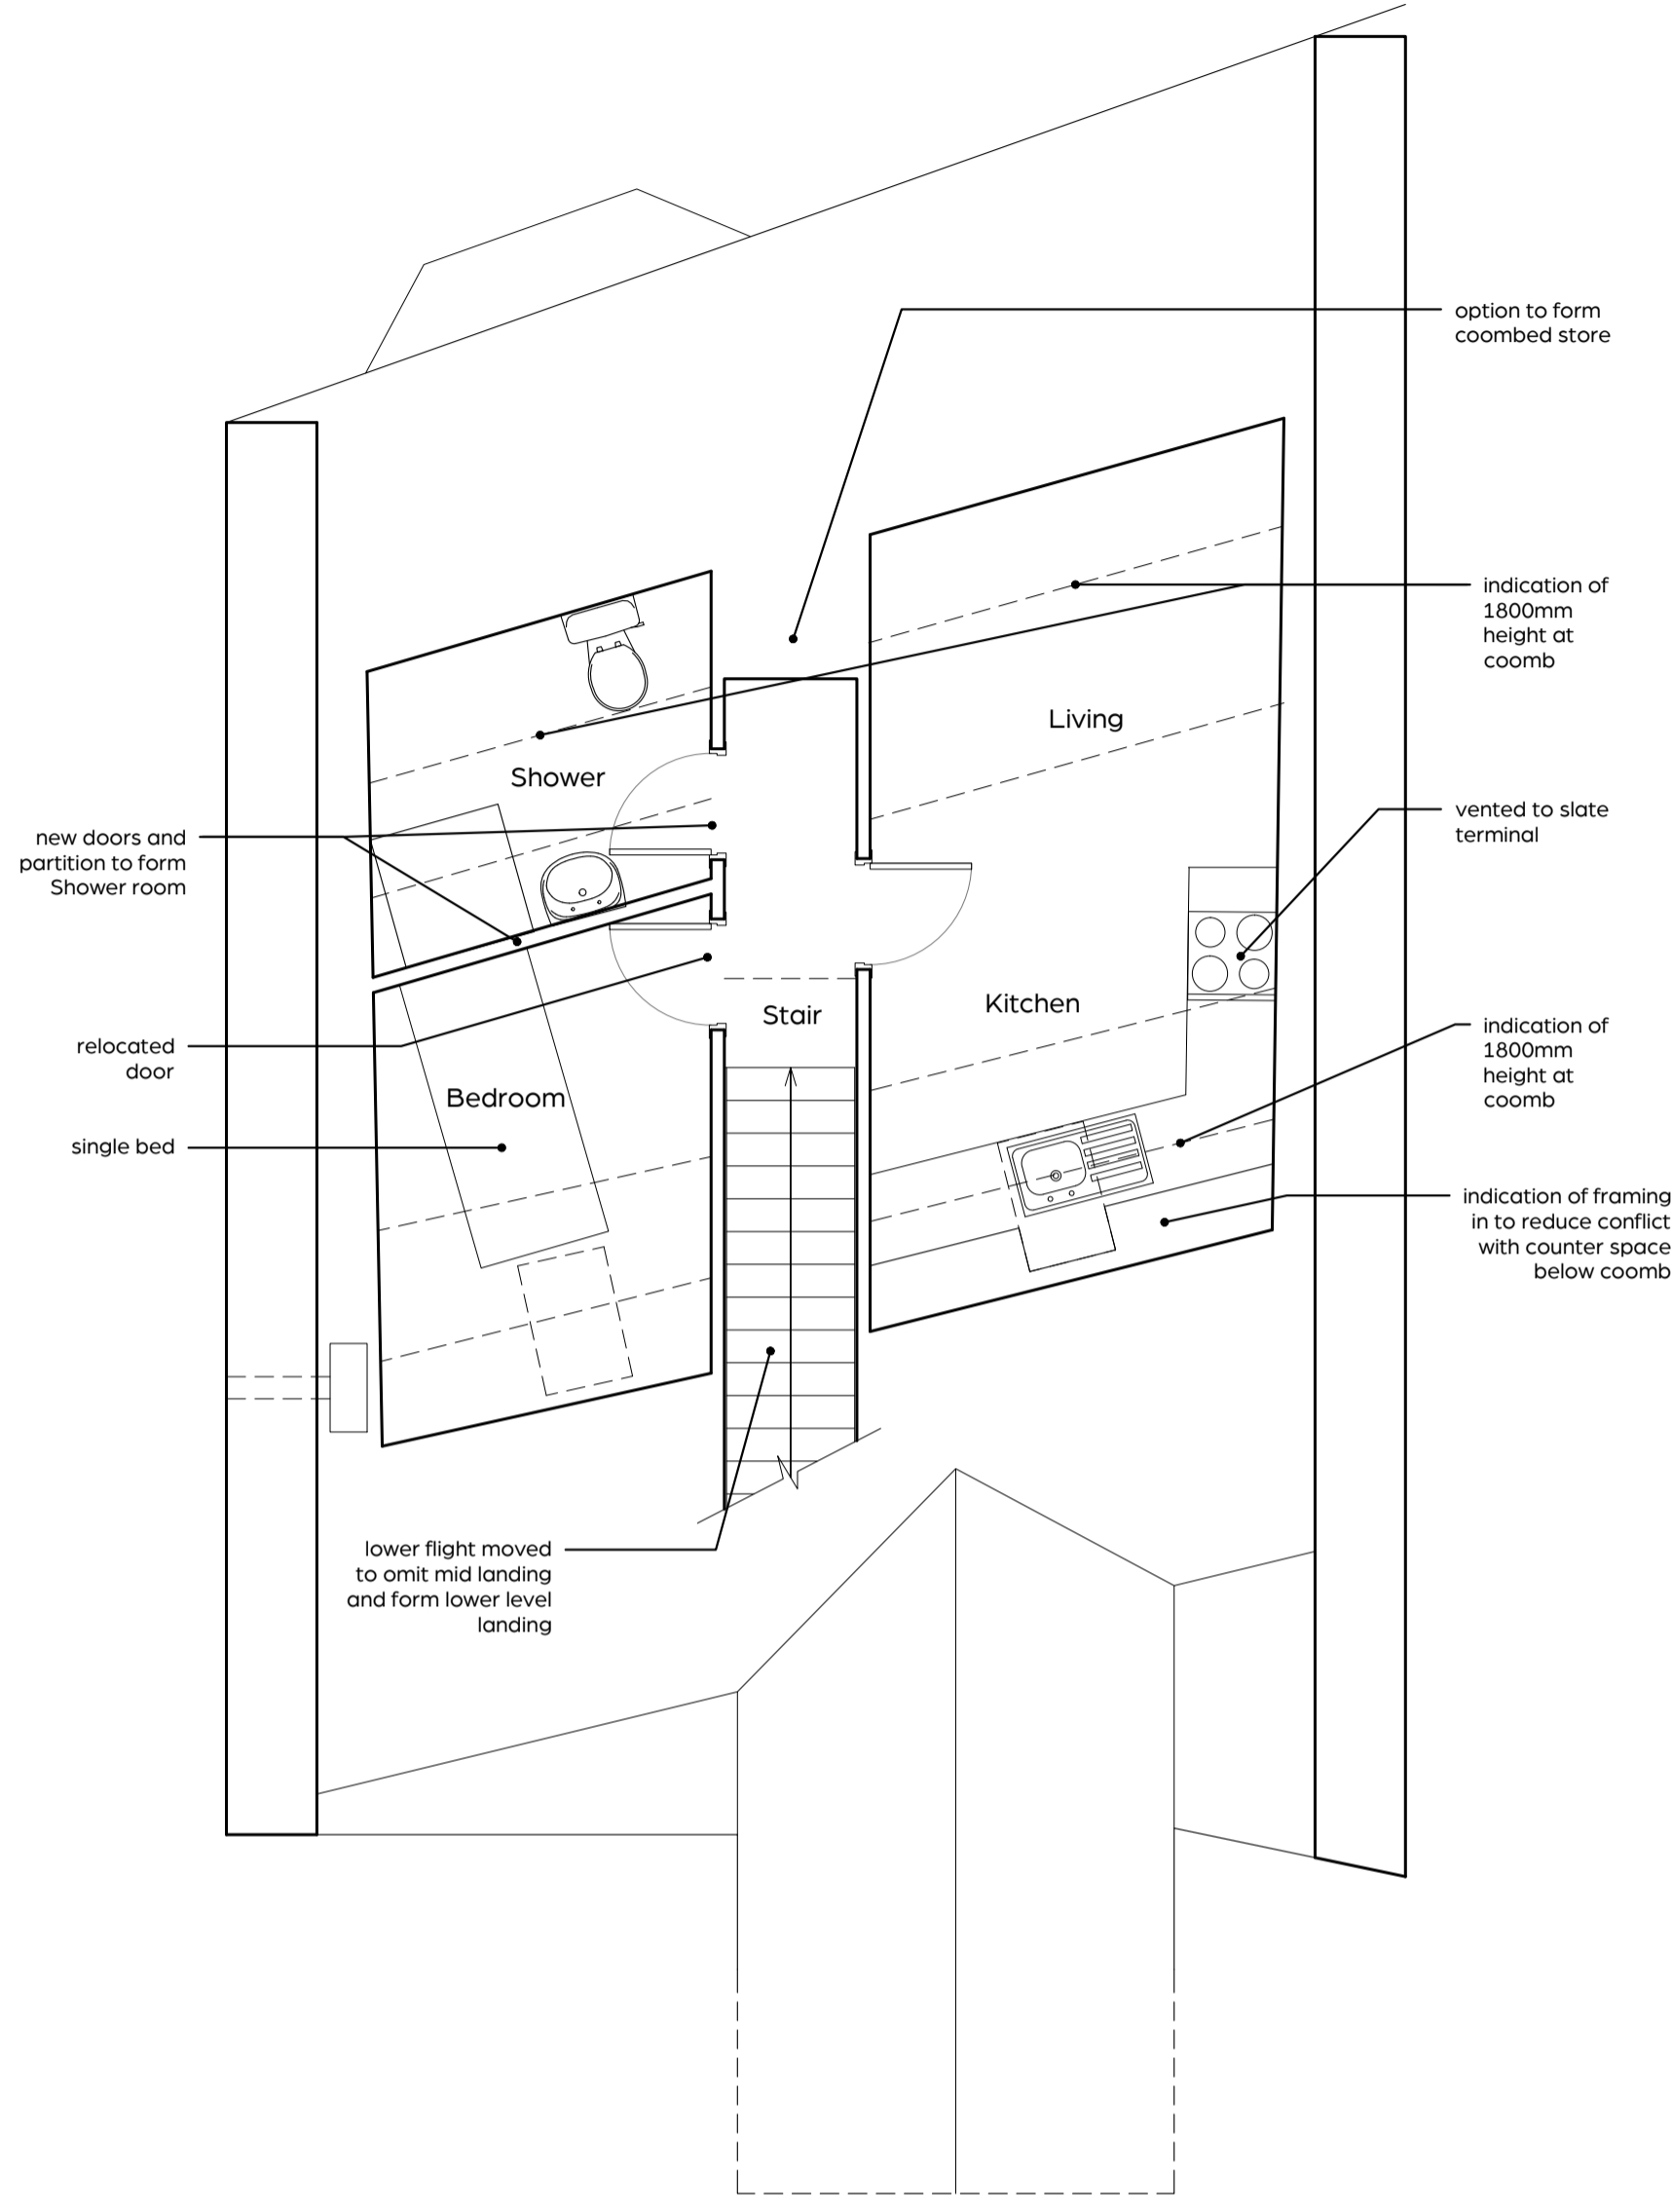 option to form
coombed store
indication of
1800mm
height at
coomb
Living
Shower
vented to slate
terminal
new doors and
partition to form
Shower room
Kitchen
Stair
relocated
door
indication of
1800mm
height at
coomb
Bedroom
single bed
indication of framing
in to reduce conflict
with counter space
below coomb
lower flight moved
to omit mid landing
and form lower level
landing